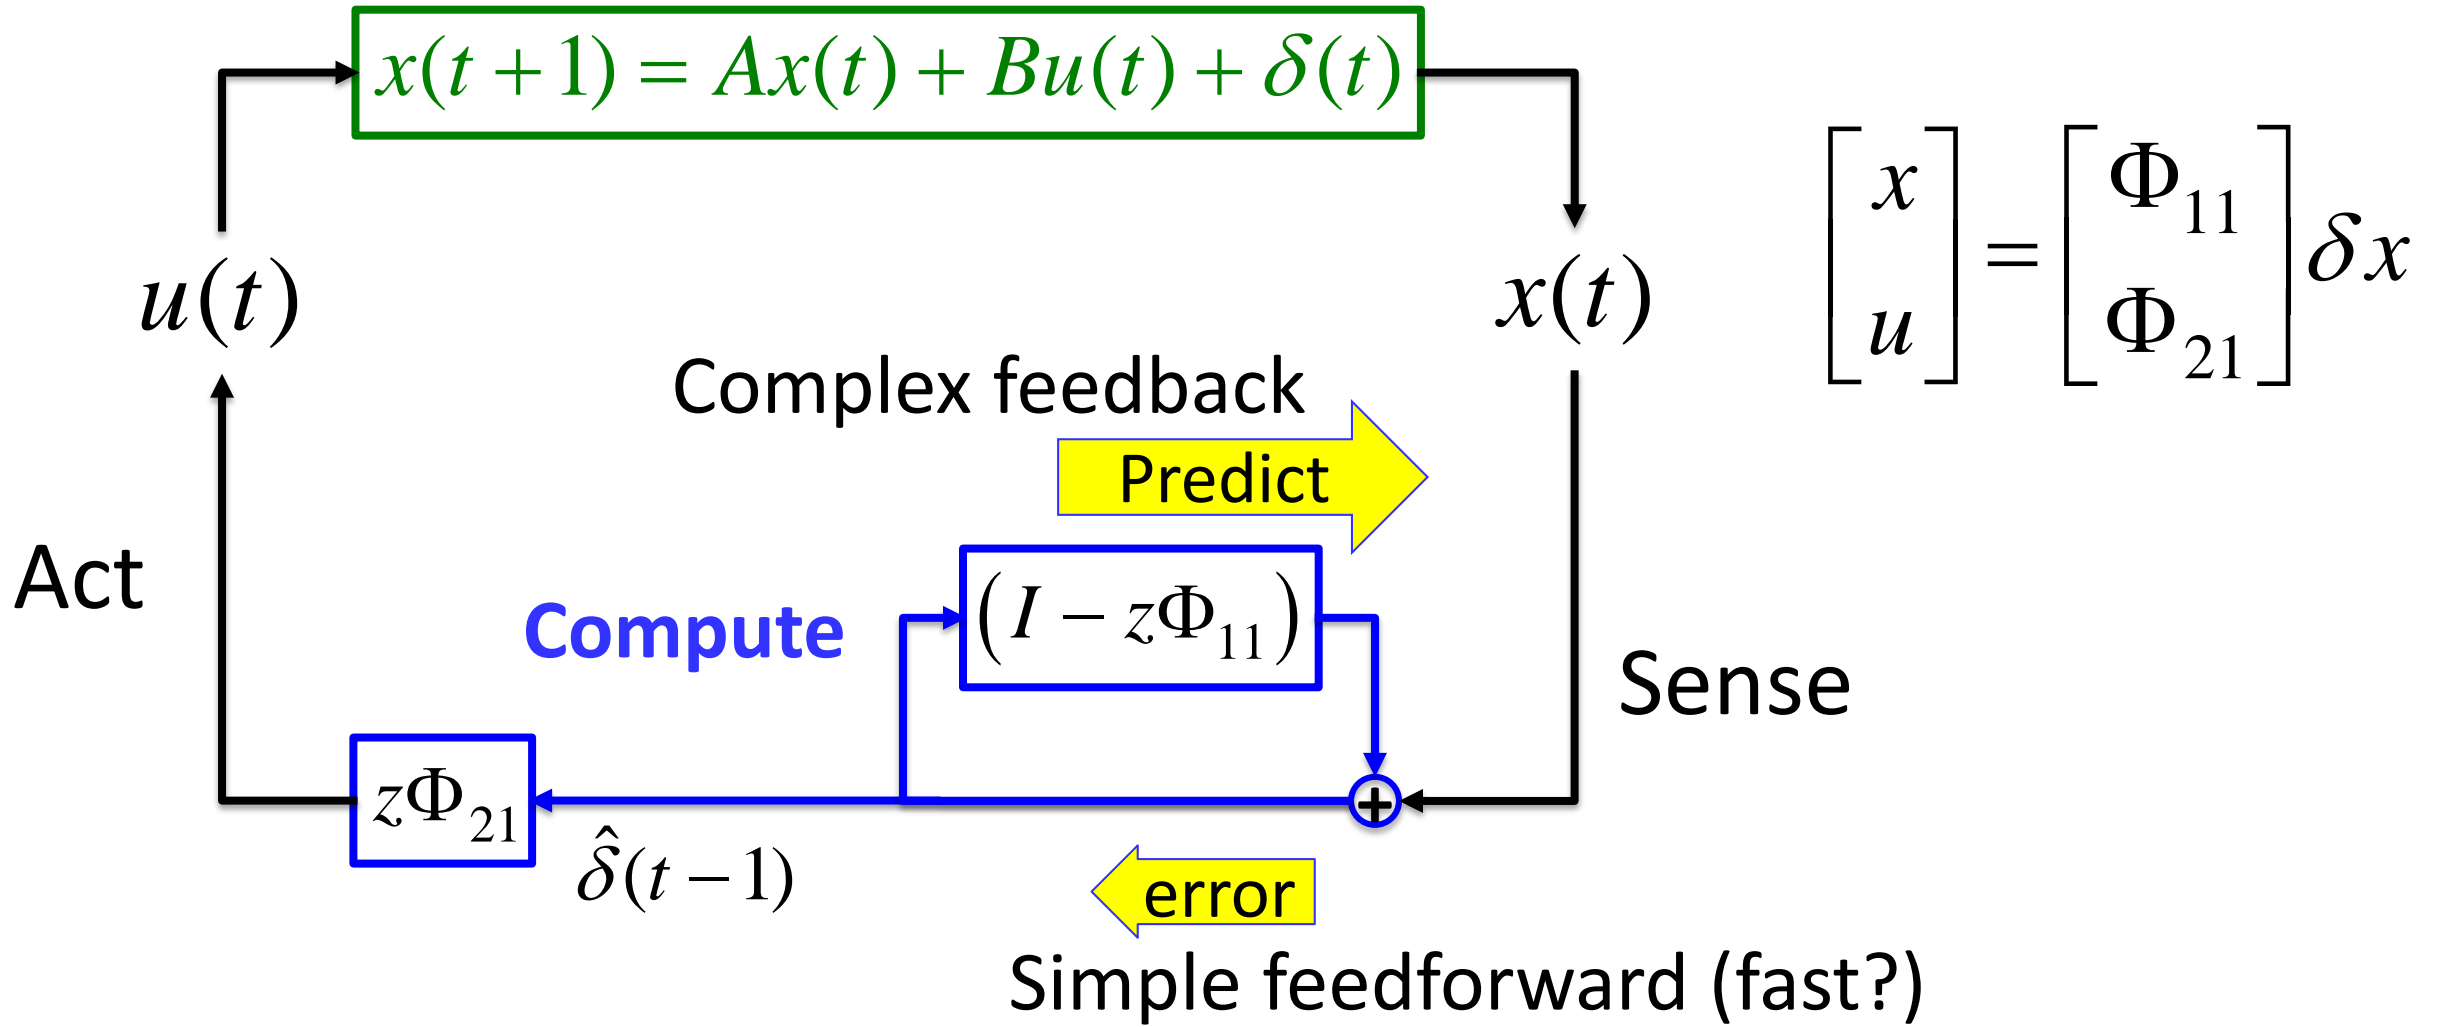 x(t + 1) = Ax(t) + Bu(t) + δ(t)
[x u] = [Φ₁₁ Φ₂₁] δx
u(t)
x(t)
Complex feedback
Predict
Act
Compute
(I − zΦ₁₁)
Sense
zΦ₂₁
+
δ̂(t − 1)
error
Simple feedforward (fast?)